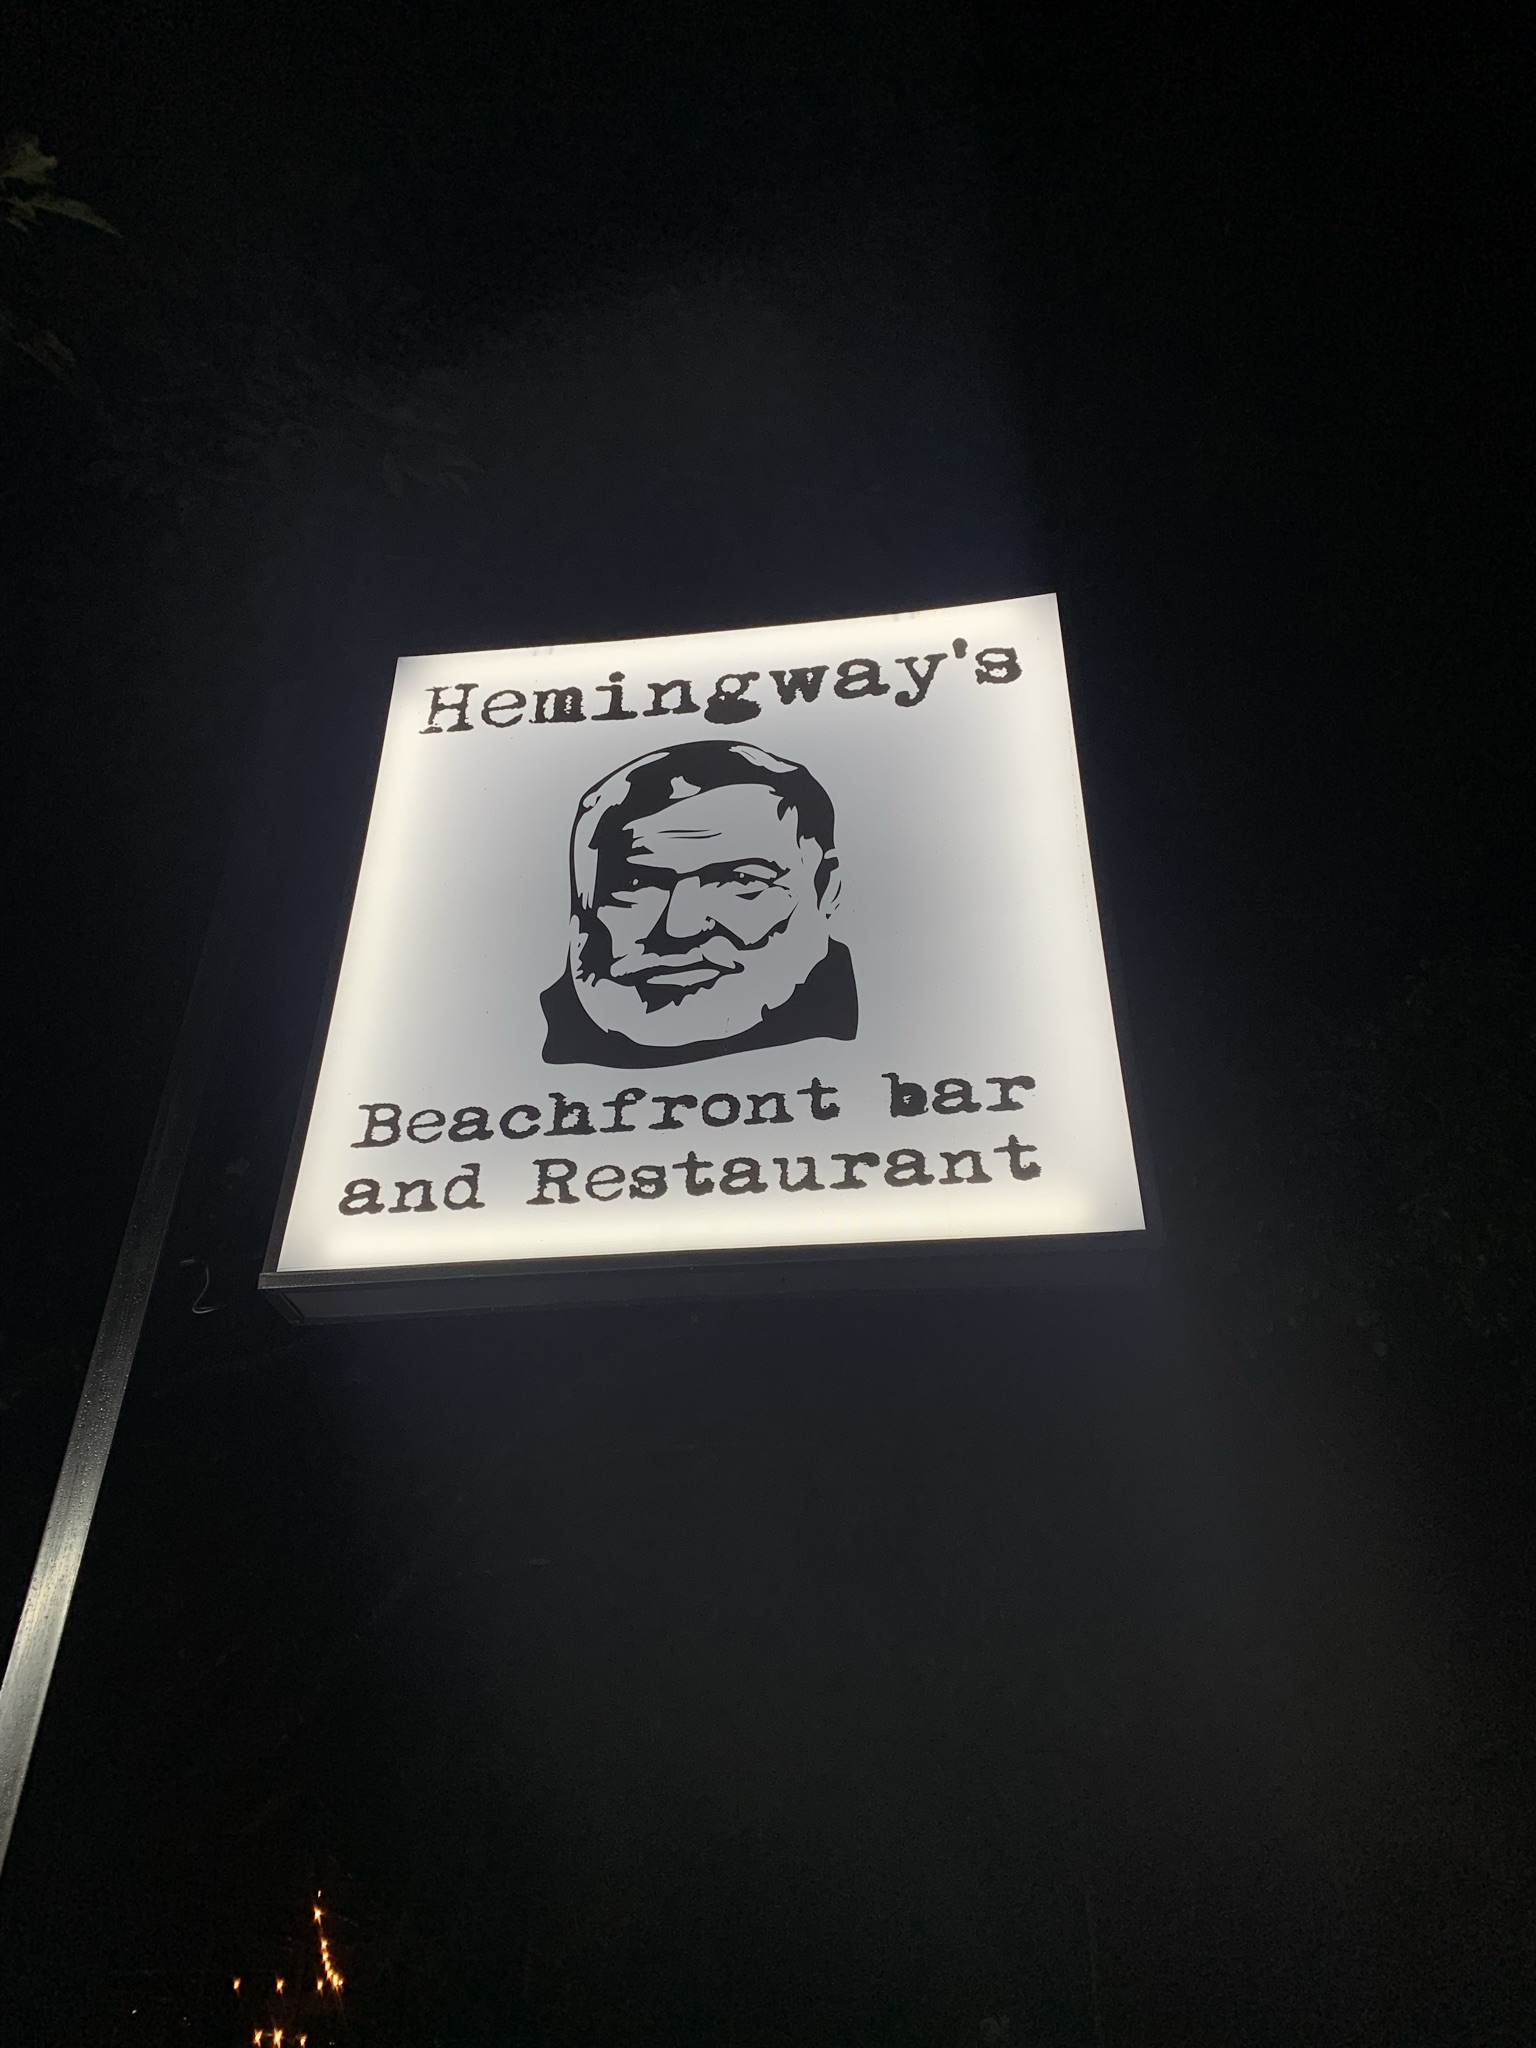 Hemingway's
Beachfront bar
and Restaurant